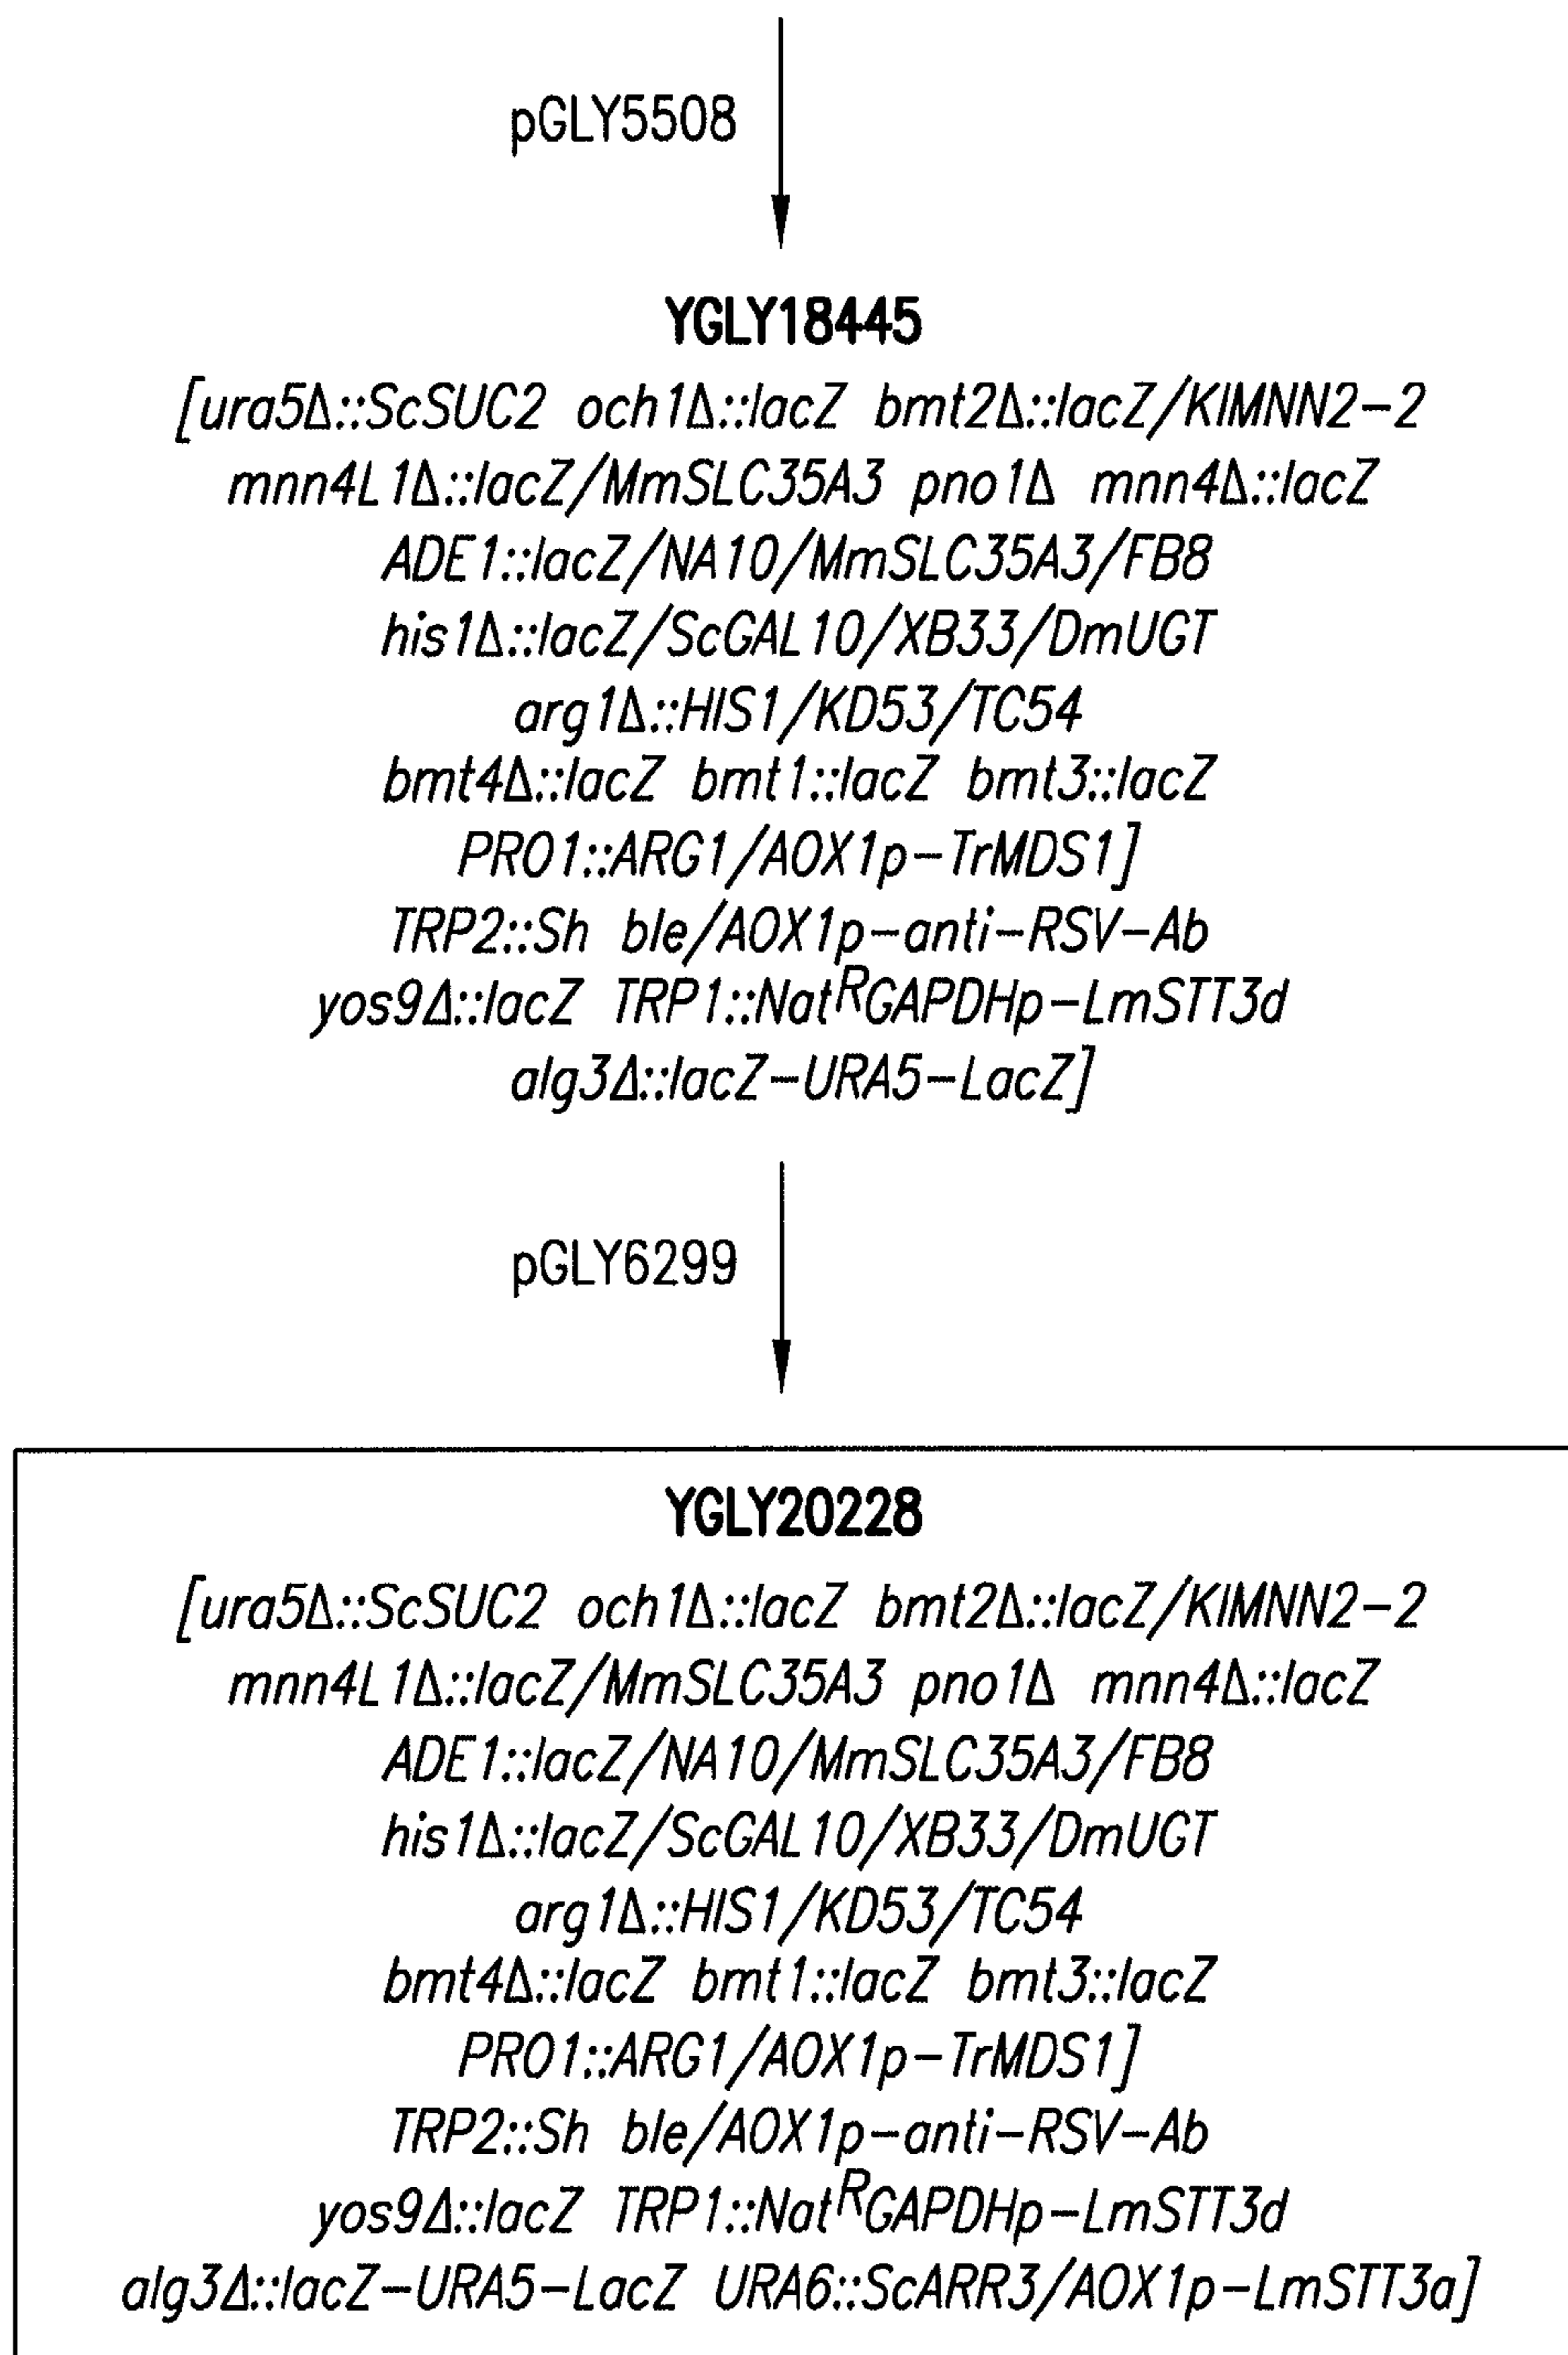 pGLY5508
YGLY18445
[ura5Δ::ScSUC2 och1Δ::lacZ bmt2Δ::lacZ/KlMNN2-2
mnn4L1Δ::lacZ/MmSLC35A3 pno1Δ mnn4Δ::lacZ
ADE1::lacZ/NA10/MmSLC35A3/FB8
his1Δ::lacZ/ScGAL10/XB33/DmUGT
arg1Δ::HIS1/KD53/TC54
bmt4Δ::lacZ bmt1::lacZ bmt3::lacZ
PRO1::ARG1/AOX1p-TrMDS1]
TRP2::Sh ble/AOX1p-anti-RSV-Ab
yos9Δ::lacZ TRP1::NatRGAPDHp-LmSTT3d
alg3Δ::lacZ-URA5-LacZ]
pGLY6299
YGLY20228
[ura5Δ::ScSUC2 och1Δ::lacZ bmt2Δ::lacZ/KlMNN2-2
mnn4L1Δ::lacZ/MmSLC35A3 pno1Δ mnn4Δ::lacZ
ADE1::lacZ/NA10/MmSLC35A3/FB8
his1Δ::lacZ/ScGAL10/XB33/DmUGT
arg1Δ::HIS1/KD53/TC54
bmt4Δ::lacZ bmt1::lacZ bmt3::lacZ
PRO1::ARG1/AOX1p-TrMDS1]
TRP2::Sh ble/AOX1p-anti-RSV-Ab
yos9Δ::lacZ TRP1::NatRGAPDHp-LmSTT3d
alg3Δ::lacZ-URA5-LacZ URA6::ScARR3/AOX1p-LmSTT3a]